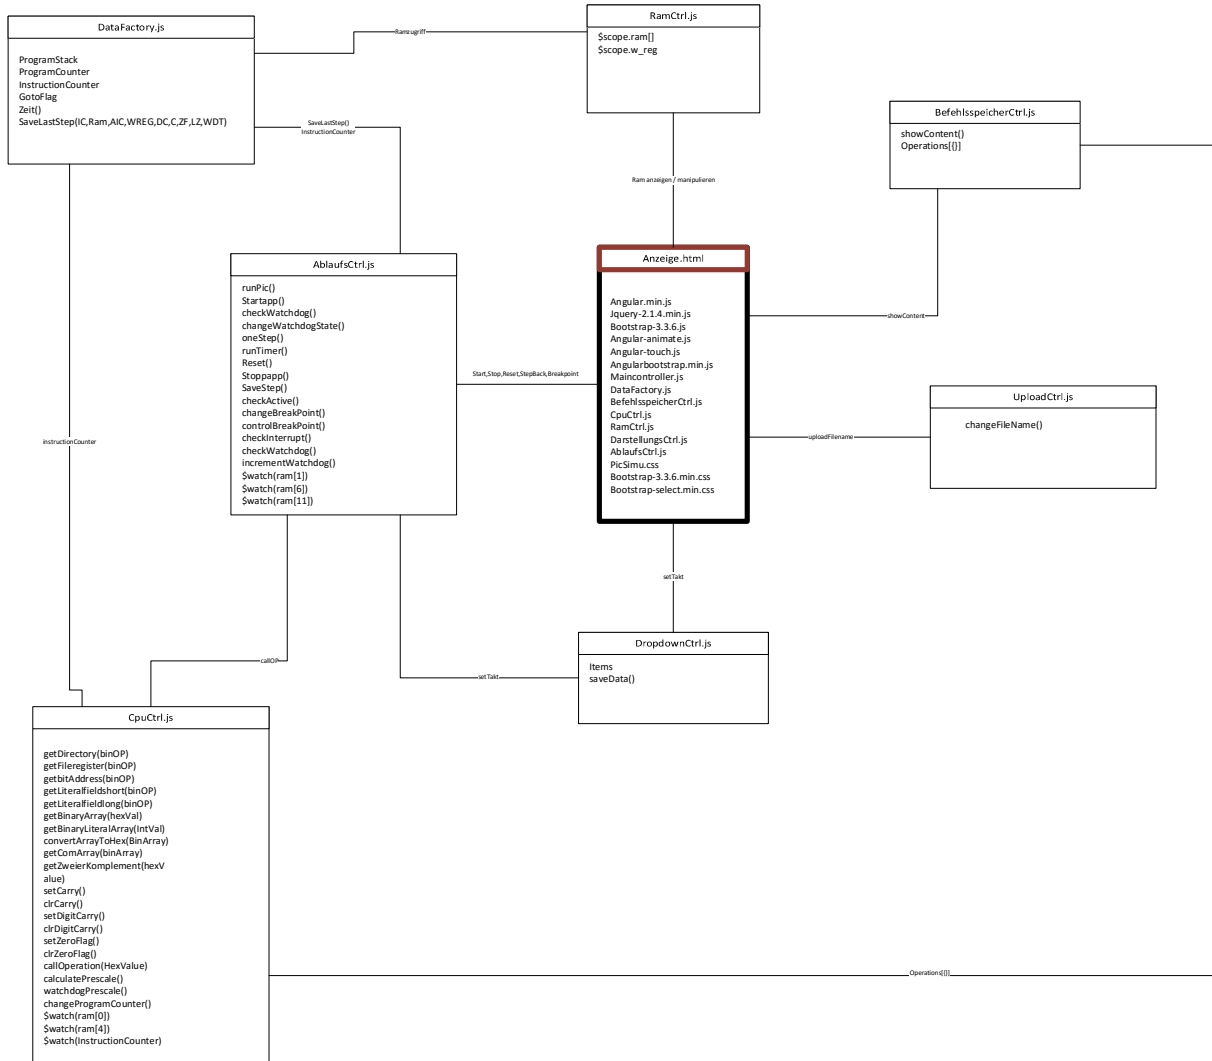 DataFactory.js
ProgramStack
ProgramCounter
InstructionCounter
GotoFlag
Zeit()
SaveLastStep(IC,Ram,AIC,WREG,DC,C,ZF,LZ,WDT)
Ramzugriff
RamCtrl.js
$scope.ram[]
$scope.w_reg
SaveLastStep()
InstructionCounter
Ram anzeigen / manipulieren
BefehlsspeicherCtrl.js
showContent()
Operations[{}]
AblaufsCtrl.js
runPic()
Startapp()
checkWatchdog()
changeWatchdogState()
oneStep()
runTimer()
Reset()
Stoppapp()
SaveStep()
checkActive()
changeBreakPoint()
controlBreakPoint()
checkInterrupt()
checkWatchdog()
incrementWatchdog()
$watch(ram[1])
$watch(ram[6])
$watch(ram[11])
Start,Stop,Reset,StepBack,Breakpoint
Anzeige.html
Angular.min.js
Jquery-2.1.4.min.js
Bootstrap-3.3.6.js
Angular-animate.js
Angular-touch.js
Angularbootstrap.min.js
Maincontroller.js
DataFactory.js
BefehlsspeicherCtrl.js
CpuCtrl.js
RamCtrl.js
DarstellungsCtrl.js
AblaufsCtrl.js
PicSimu.css
Bootstrap-3.3.6.min.css
Bootstrap-select.min.css
showContent
UploadCtrl.js
changeFileName()
uploadFilename
instructionCounter
setTakt
DropdownCtrl.js
Items
saveData()
callOP
setTakt
CpuCtrl.js
getDirectory(binOP)
getFileregister(binOP)
getbitAddress(binOP)
getLiteralfieldshort(binOP)
getLiteralfieldlong(binOP)
getBinaryArray(hexVal)
getBinaryLiteralArray(IntVal)
convertArrayToHex(BinArray)
getComArray(binArray)
getZweierKomplement(hexV
alue)
setCarry()
clrCarry()
setDigitCarry()
clrDigitCarry()
setZeroFlag()
clrZeroFlag()
callOperation(HexValue)
calculatePrescale()
watchdogPrescale()
changeProgramCounter()
$watch(ram[0])
$watch(ram[4])
$watch(InstructionCounter)
Operations[{}]